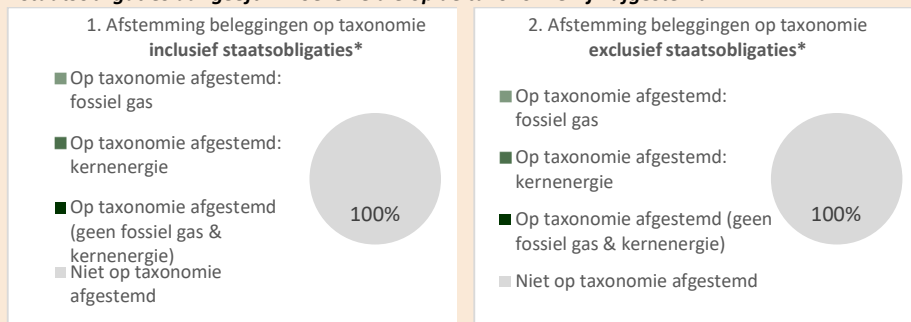 1. Afstemming beleggingen op taxonomie
inclusief staatsobligaties*
Op taxonomie afgestemd:
fossiel gas
Op taxonomie afgestemd:
kernenergie
Op taxonomie afgestemd
(geen fossiel gas &
kernenergie)
Niet op taxonomie
afgestemd
100%
2. Afstemming beleggingen op taxonomie
exclusief staatsobligaties*
Op taxonomie afgestemd:
fossiel gas
Op taxonomie afgestemd:
kernenergie
Op taxonomie afgestemd (geen
fossiel gas & kernenergie)
Niet op taxonomie afgestemd
100%